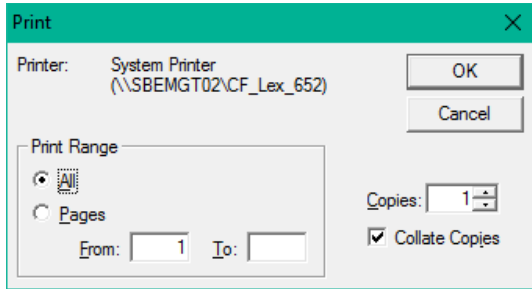 Print
Printer: System Printer
(\\SBEMGT02\CF_Lex_652)
OK
Cancel
Print Range
All
Pages
From: 1 To:
Copies: 1
Collate Copies